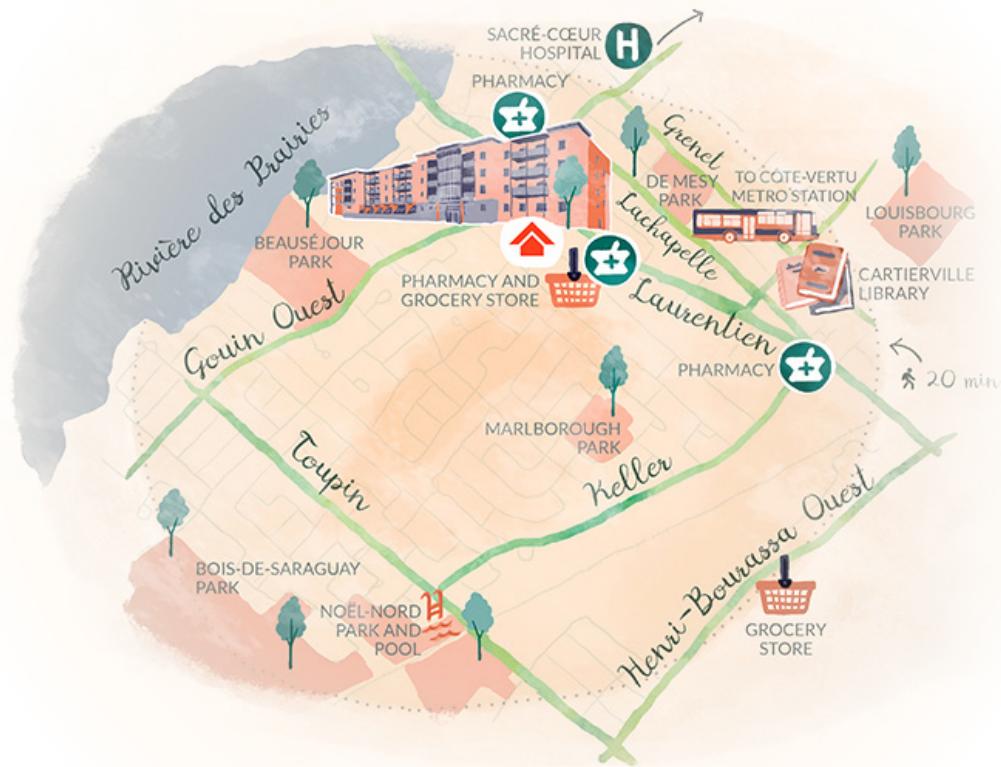 SACRÉ-CŒUR
HOSPITAL
H
PHARMACY
Rivière des Prairies
Grenet
DE MESY
PARK
TO CÔTE-VERTU
METRO STATION
LOUISBOURG
PARK
BEAUSÉJOUR
PARK
Lachapelle
PHARMACY AND
GROCERY STORE
CARTIERVILLE
LIBRARY
Laurentien
Gouin Ouest
PHARMACY
20 min
MARLBOROUGH
PARK
Toupin
Keller
Henri-Bourassa Ouest
BOIS-DE-SARAGUAY
PARK
NOËL-NORD
PARK AND
POOL
GROCERY
STORE